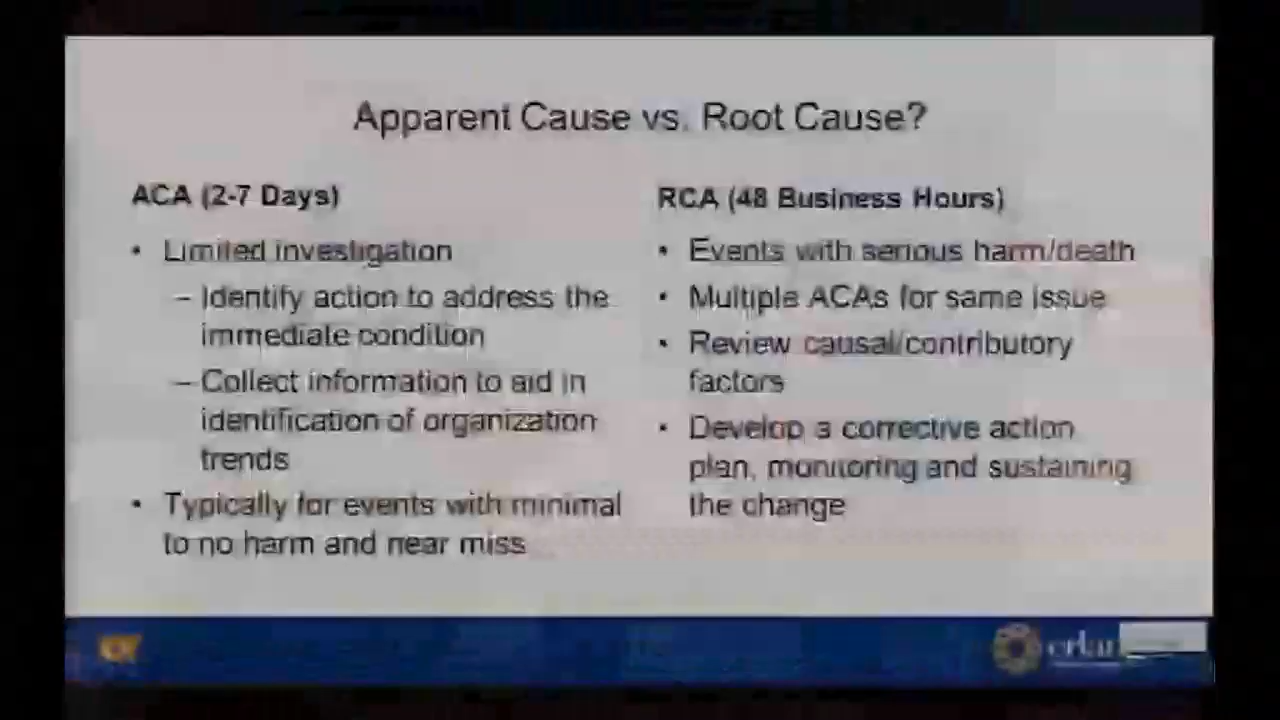 Apparent Cause vs. Root Cause?
ACA (2-7 Days)
• Limited investigation
– Identify action to address the
immediate condition
– Collect information to aid in
identification of organization
trends
• Typically for events with minimal
to no harm and near miss
RCA (48 Business Hours)
• Events with serious harm/death
• Multiple ACAs for same issue
• Review causal/contributory
factors
• Develop a corrective action
plan, monitoring and sustaining
the change